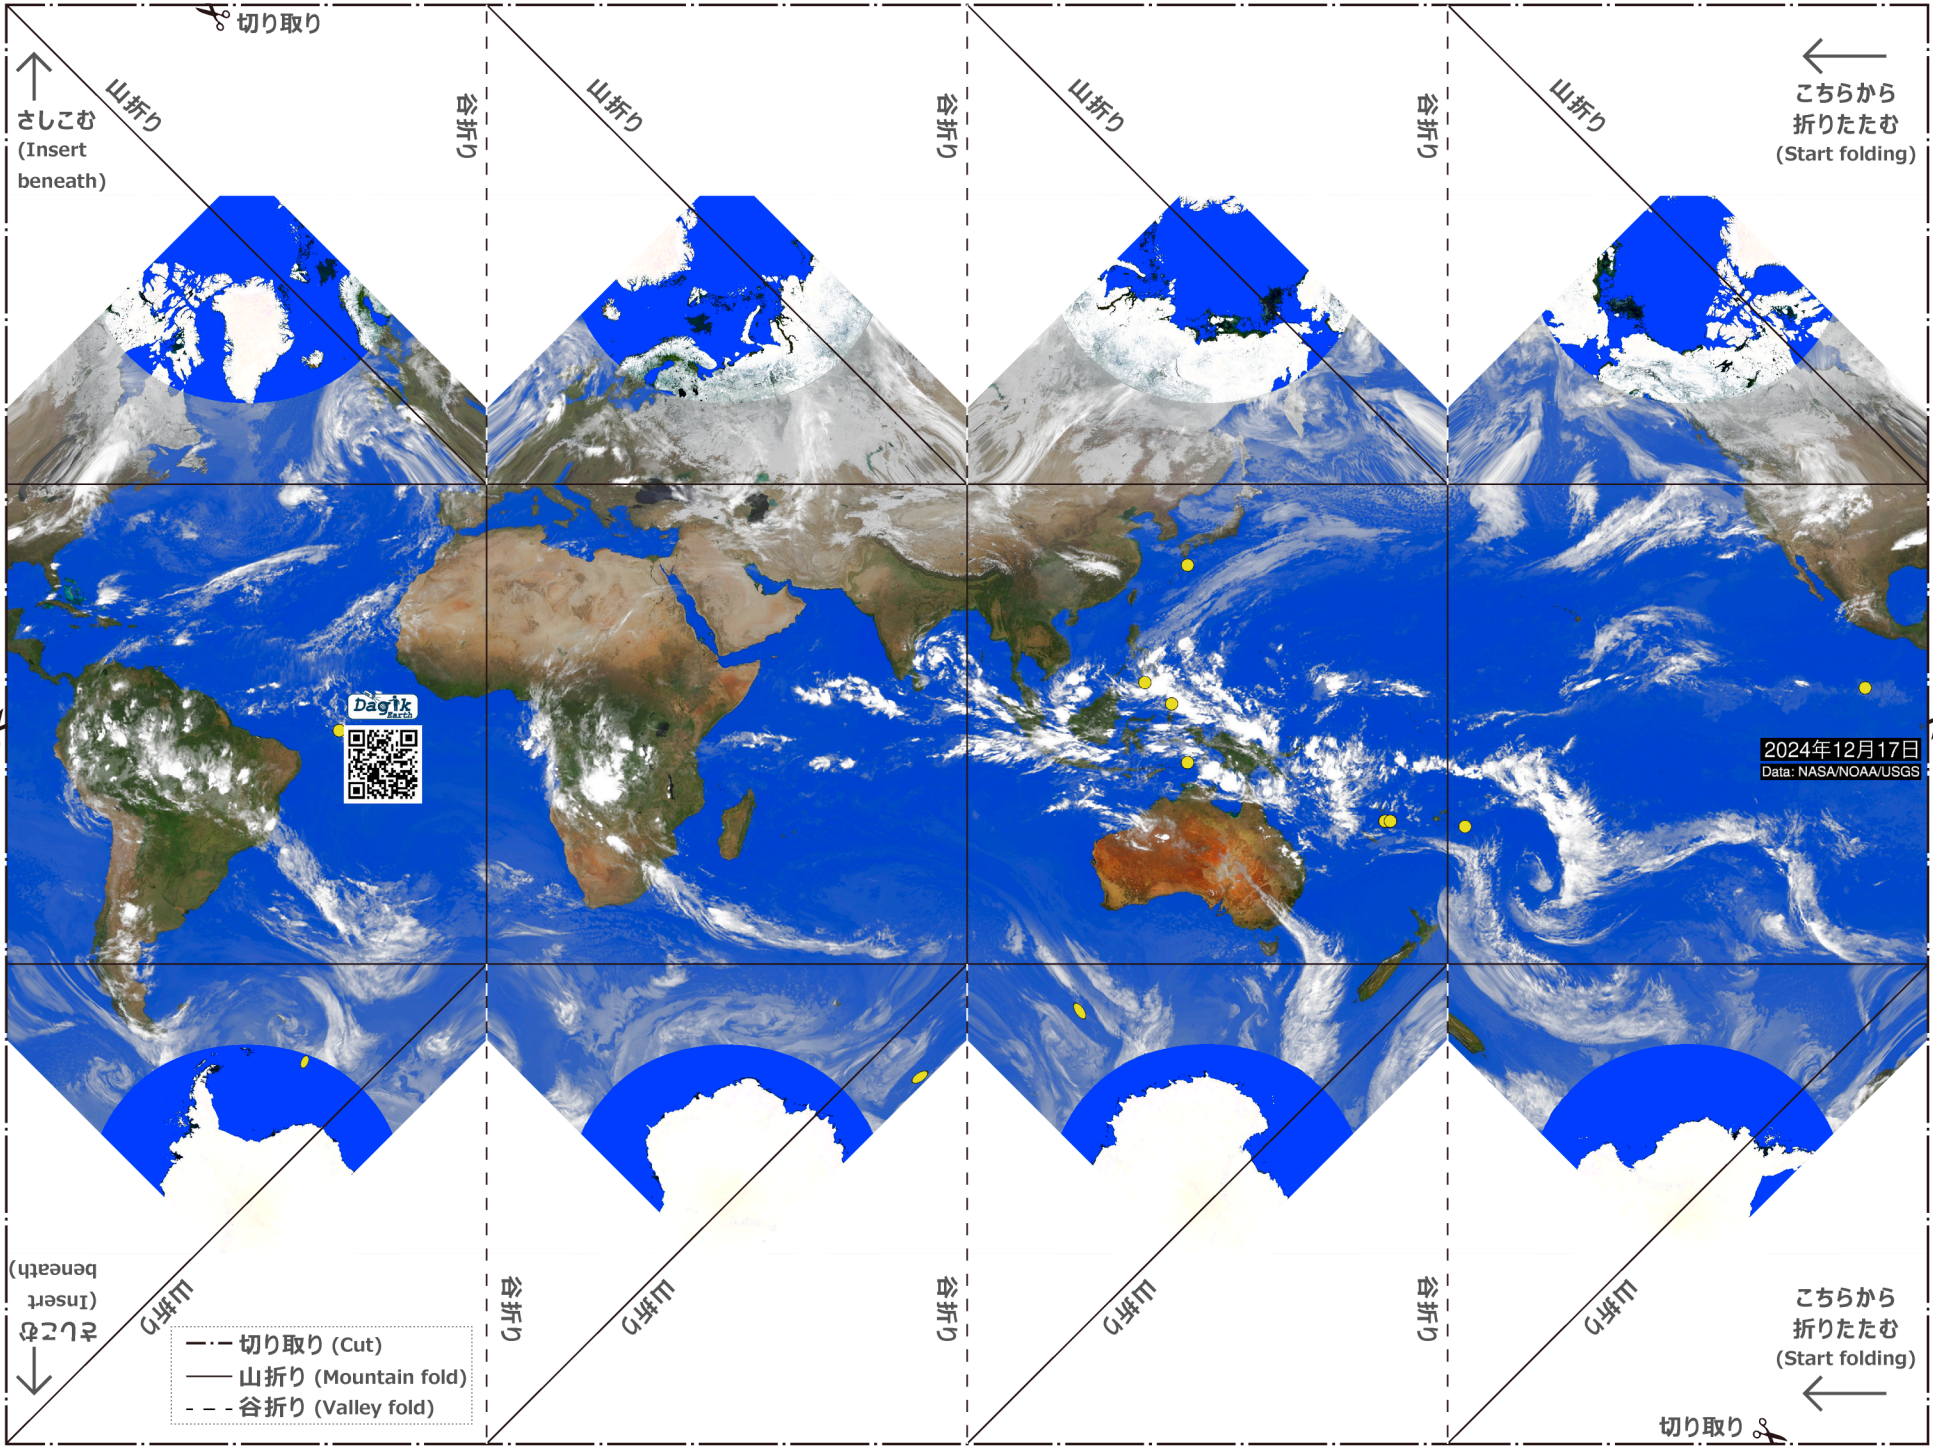 切り取り
山折り
谷折り
山折り
谷折り
山折り
谷折り
山折り
さしこむ
(Insert
beneath)
こちらから
折りたたむ
(Start folding)
Dagik
Earth
2024年12月17日
Data: NASA/NOAA/USGS
さしこむ
(Insert
beneath)
山折り
谷折り
山折り
谷折り
山折り
谷折り
山折り
こちらから
折りたたむ
(Start folding)
切り取り (Cut)
山折り (Mountain fold)
谷折り (Valley fold)
切り取り